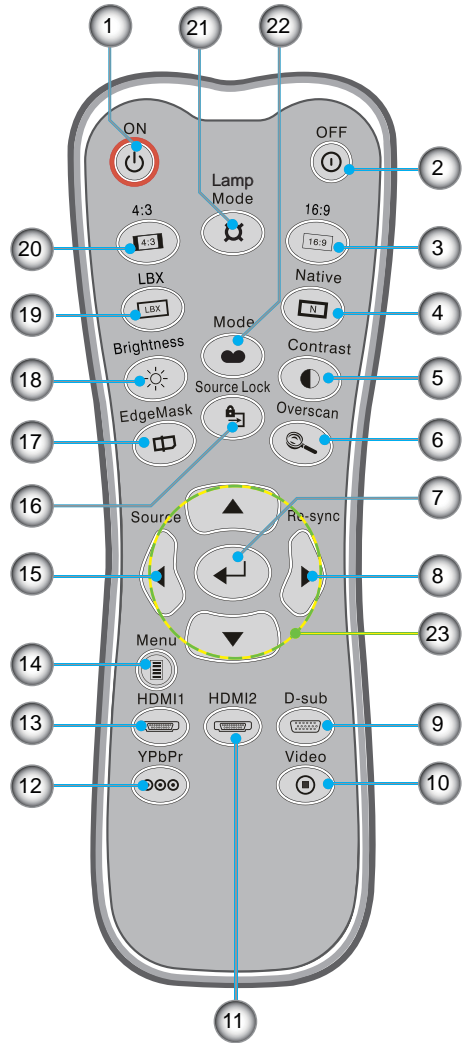 1
21
22
ON
OFF
2
Lamp
Mode
4:3
16:9
4:3
16:9
20
3
LBX
Native
LBX
N
19
4
Mode
Brightness
Contrast
18
5
Source Lock
EdgeMask
Overscan
17
6
16
7
Source
Re-sync
15
8
23
Menu
14
HDMI1
HDMI2
D-sub
13
9
YPbPr
Video
12
10
11